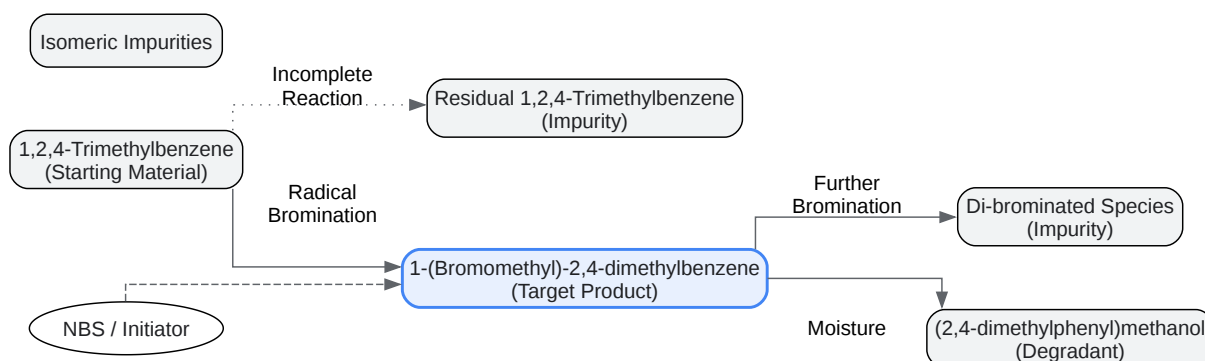 Isomeric Impurities
Incomplete
Reaction
Residual 1,2,4-Trimethylbenzene
(Impurity)
1,2,4-Trimethylbenzene
(Starting Material)
Radical
Bromination
Further
Bromination
Di-brominated Species
(Impurity)
1-(Bromomethyl)-2,4-dimethylbenzene
(Target Product)
NBS / Initiator
Moisture
(2,4-dimethylphenyl)methanol
(Degradant)